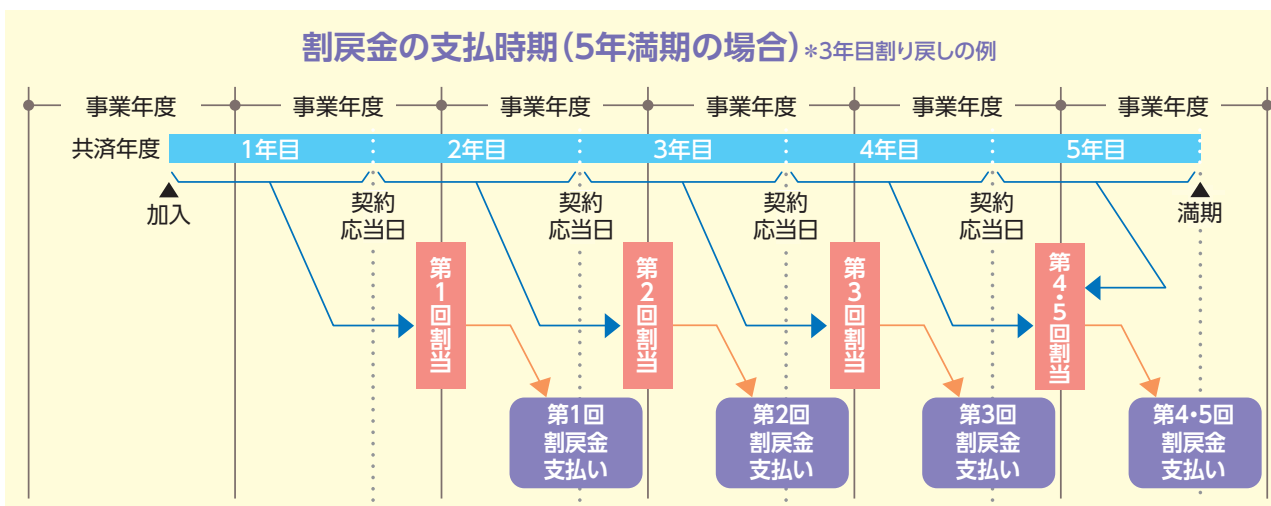 割戻金の支払時期(5年満期の場合)*3年目割り戻しの例
事業年度 事業年度 事業年度 事業年度 事業年度 事業年度
共済年度 1年目 2年目 3年目 4年目 5年目
加入
契約
応当日
契約
応当日
契約
応当日
契約
応当日
満期
第1回割当
第2回割当
第3回割当
第4・5回割当
第1回
割戻金
支払い
第2回
割戻金
支払い
第3回
割戻金
支払い
第4・5回
割戻金
支払い